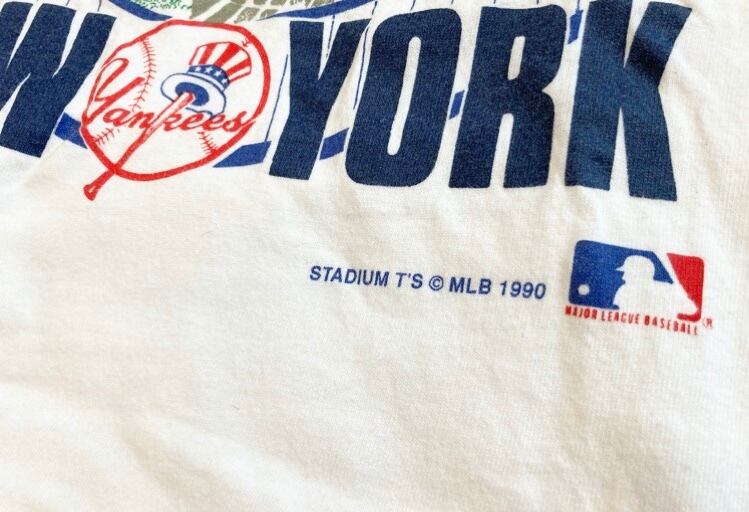 W YORK
Yankees
STADIUM T'S © MLB 1990
MAJOR LEAGUE BASEBALL